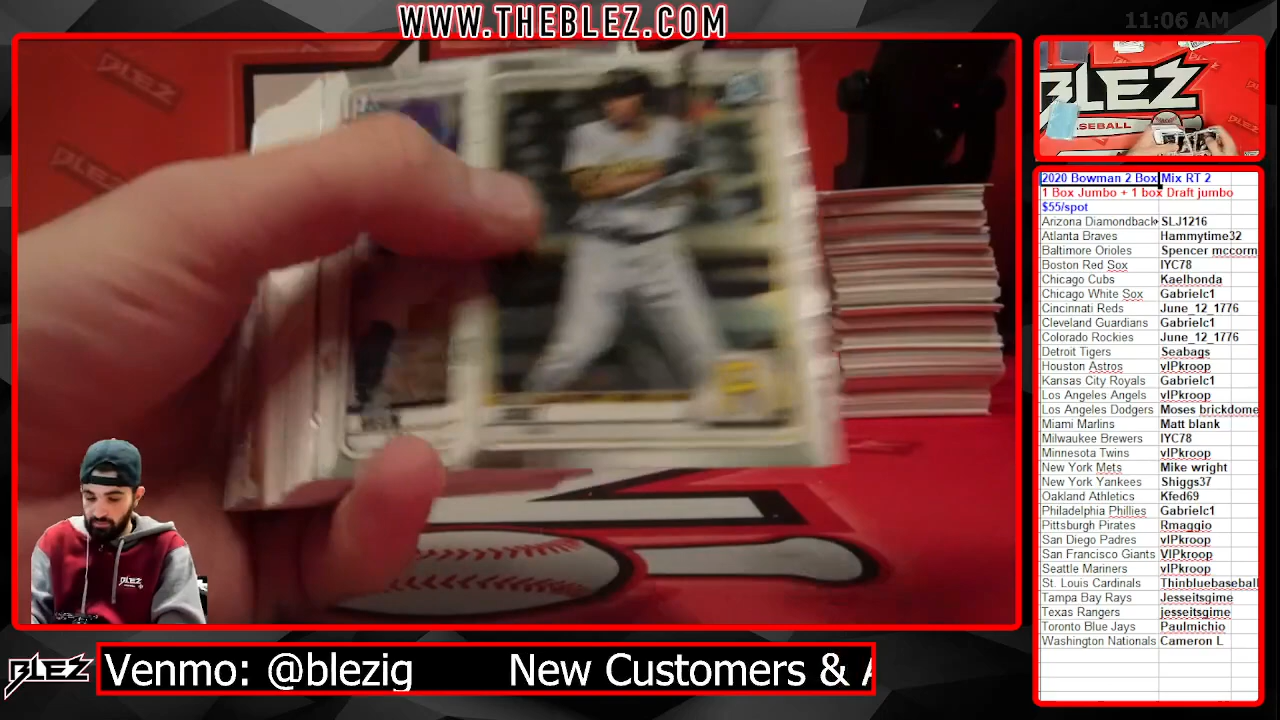 WWW.THEBLEZ.COM
11:06 AM
BLEZ
BLEZ
BLEZ
BASEBALL
2020 Bowman 2 Box Mix RT 2
1 Box Jumbo + 1 box Draft jumbo
$55/spot
Arizona Diamondback SLJ1216
Atlanta Braves Hammytime32
Baltimore Orioles Spencer mccorm
Boston Red Sox IYC78
Chicago Cubs Kaelhonda
Chicago White Sox Gabrielc1
Cincinnati Reds June_12_1776
Cleveland Guardians Gabrielc1
Colorado Rockies June_12_1776
Detroit Tigers Seabags
Houston Astros vIPkroop
Kansas City Royals Gabrielc1
Los Angeles Angels vIPkroop
Los Angeles Dodgers Moses brickdome
Miami Marlins Matt blank
Milwaukee Brewers IYC78
Minnesota Twins vIPkroop
New York Mets Mike wright
New York Yankees Shiggs37
Oakland Athletics Kfed69
Philadelphia Phillies Gabrielc1
Pittsburgh Pirates Rmaggio
San Diego Padres vIPkroop
San Francisco Giants VIPkroop
Seattle Mariners vIPkroop
St. Louis Cardinals Thinbluebaseball
Tampa Bay Rays Jesseitsgime
Texas Rangers jesseitsgime
Toronto Blue Jays Paulmichio
Washington Nationals Cameron L
BLEZ
BLEZ Venmo: @blezig New Customers & A